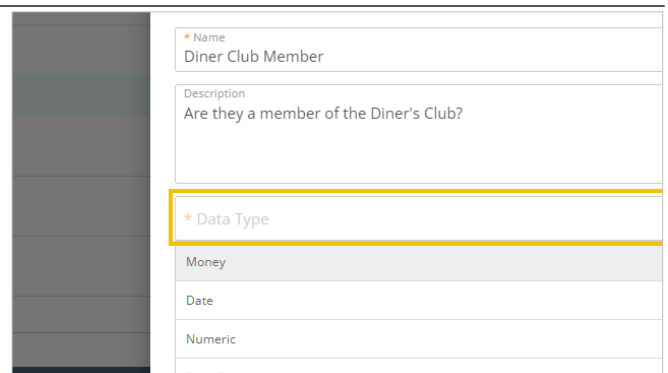 * Name
Diner Club Member
Description
Are they a member of the Diner's Club?
* Data Type
Money
Date
Numeric